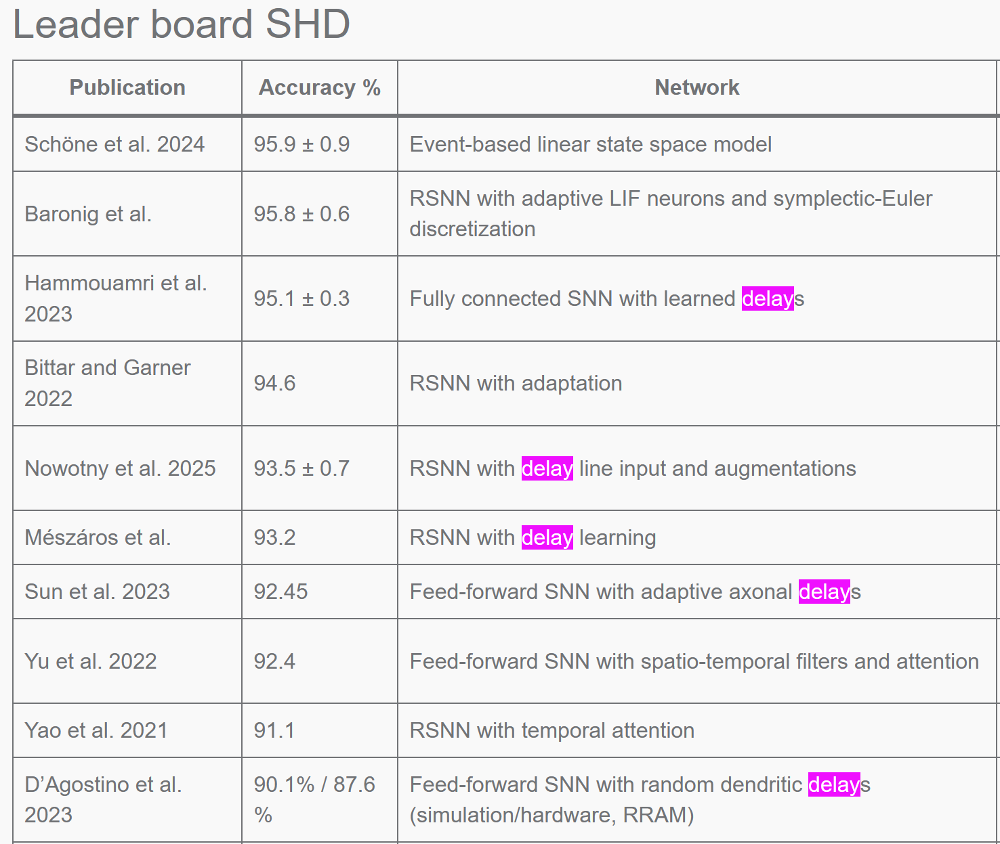 Leader board SHD
Publication Accuracy % Network
Schöne et al. 2024 95.9 ± 0.9 Event-based linear state space model
Baronig et al. 95.8 ± 0.6 RSNN with adaptive LIF neurons and symplectic-Euler
discretization
Hammouamri et al.
2023 95.1 ± 0.3 Fully connected SNN with learned delays
Bittar and Garner
2022 94.6 RSNN with adaptation
Nowotny et al. 2025 93.5 ± 0.7 RSNN with delay line input and augmentations
Mészáros et al. 93.2 RSNN with delay learning
Sun et al. 2023 92.45 Feed-forward SNN with adaptive axonal delays
Yu et al. 2022 92.4 Feed-forward SNN with spatio-temporal filters and attention
Yao et al. 2021 91.1 RSNN with temporal attention
D’Agostino et al. 90.1% / 87.6 Feed-forward SNN with random dendritic delays
2023 % (simulation/hardware, RRAM)